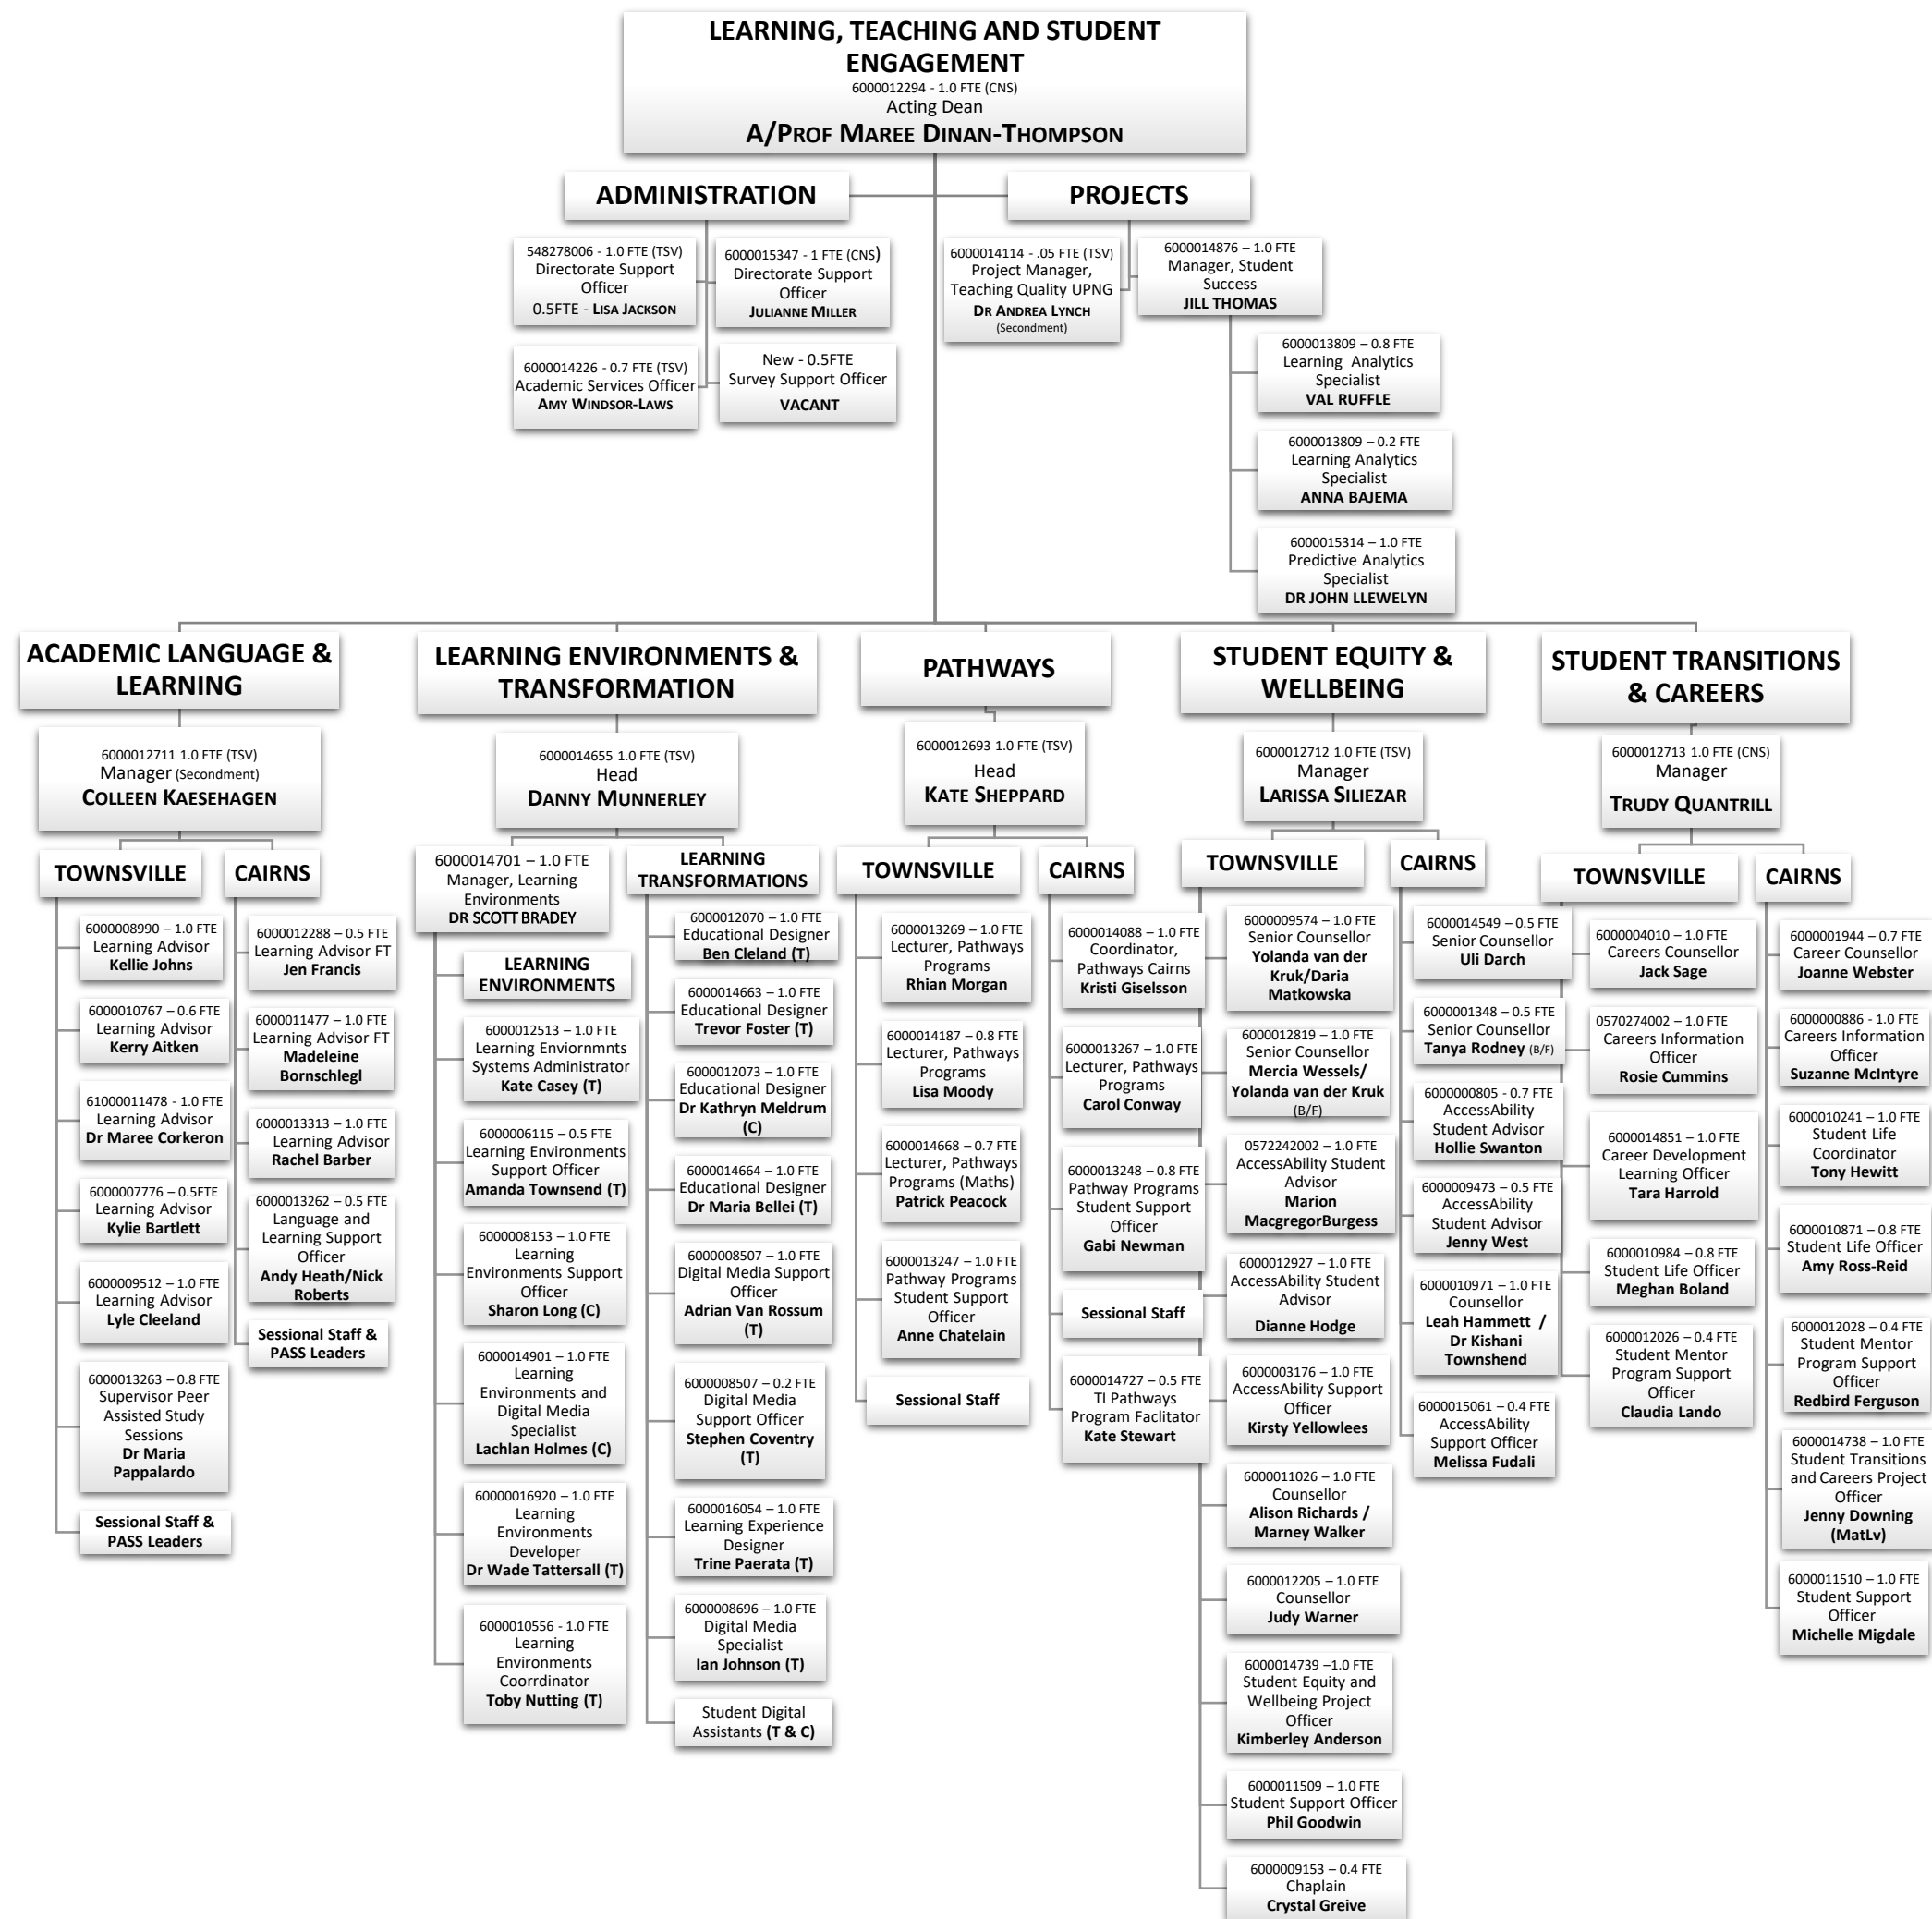 LEARNING, TEACHING AND STUDENT
ENGAGEMENT
6000012294 - 1.0 FTE (CNS)
Acting Dean
A/PROF MAREE DINAN-THOMPSON
ADMINISTRATION
548278006 - 1.0 FTE (TSV)
Directorate Support
Officer
0.5FTE - LISA JACKSON
6000015347 - 1 FTE (CNS)
Directorate Support
Officer
JULIANNE MILLER
6000014226 - 0.7 FTE (TSV)
Academic Services Officer
AMY WINDSOR-LAWS
New - 0.5FTE
Survey Support Officer
VACANT
PROJECTS
6000014114 - .05 FTE (TSV)
Project Manager,
Teaching Quality UPNG
DR ANDREA LYNCH
(Secondment)
6000014876 – 1.0 FTE
Manager, Student
Success
JILL THOMAS
6000013809 – 0.8 FTE
Learning Analytics
Specialist
VAL RUFFLE
6000013809 – 0.2 FTE
Learning Analytics
Specialist
ANNA BAJEMA
6000015314 – 1.0 FTE
Predictive Analytics
Specialist
DR JOHN LLEWELYN
ACADEMIC LANGUAGE &
LEARNING
6000012711 1.0 FTE (TSV)
Manager (Secondment)
COLLEEN KAESEHAGEN
TOWNSVILLE
6000008990 – 1.0 FTE
Learning Advisor
Kellie Johns
6000010767 – 0.6 FTE
Learning Advisor
Kerry Aitken
61000011478 - 1.0 FTE
Learning Advisor
Dr Maree Corkeron
6000007776 – 0.5FTE
Learning Advisor
Kylie Bartlett
6000009512 – 1.0 FTE
Learning Advisor
Lyle Cleeland
6000013263 – 0.8 FTE
Supervisor Peer
Assisted Study
Sessions
Dr Maria
Pappalardo
Sessional Staff &
PASS Leaders
CAIRNS
6000012288 – 0.5 FTE
Learning Advisor FT
Jen Francis
6000011477 – 1.0 FTE
Learning Advisor FT
Madeleine
Bornschlegl
6000013313 – 1.0 FTE
Learning Advisor
Rachel Barber
6000013262 – 0.5 FTE
Language and
Learning Support
Officer
Andy Heath/Nick
Roberts
Sessional Staff &
PASS Leaders
LEARNING ENVIRONMENTS &
TRANSFORMATION
6000014655 1.0 FTE (TSV)
Head
DANNY MUNNERLEY
6000014701 – 1.0 FTE
Manager, Learning
Environments
DR SCOTT BRADEY
LEARNING
ENVIRONMENTS
6000012513 – 1.0 FTE
Learning Enviornmnts
Systems Administrator
Kate Casey (T)
6000006115 – 0.5 FTE
Learning Environments
Support Officer
Amanda Townsend (T)
6000008153 – 1.0 FTE
Learning
Environments Support
Officer
Sharon Long (C)
6000014901 – 1.0 FTE
Learning
Environments and
Digital Media
Specialist
Lachlan Holmes (C)
60000016920 – 1.0 FTE
Learning
Environments
Developer
Dr Wade Tattersall (T)
6000010556 - 1.0 FTE
Learning
Environments
Coorrdinator
Toby Nutting (T)
LEARNING
TRANSFORMATIONS
6000012070 – 1.0 FTE
Educational Designer
Ben Cleland (T)
6000014663 – 1.0 FTE
Educational Designer
Trevor Foster (T)
6000012073 – 1.0 FTE
Educational Designer
Dr Kathryn Meldrum
(C)
6000014664 – 1.0 FTE
Educational Designer
Dr Maria Bellei (T)
6000008507 – 1.0 FTE
Digital Media Support
Officer
Adrian Van Rossum
(T)
6000008507 – 0.2 FTE
Digital Media
Support Officer
Stephen Coventry
(T)
6000016054 – 1.0 FTE
Learning Experience
Designer
Trine Paerata (T)
6000008696 – 1.0 FTE
Digital Media
Specialist
Ian Johnson (T)
Student Digital
Assistants (T & C)
PATHWAYS
6000012693 1.0 FTE (TSV)
Head
KATE SHEPPARD
TOWNSVILLE
6000013269 – 1.0 FTE
Lecturer, Pathways
Programs
Rhian Morgan
6000014187 – 0.8 FTE
Lecturer, Pathways
Programs
Lisa Moody
6000014668 – 0.7 FTE
Lecturer, Pathways
Programs (Maths)
Patrick Peacock
6000013247 – 1.0 FTE
Pathway Programs
Student Support
Officer
Anne Chatelain
Sessional Staff
CAIRNS
6000014088 – 1.0 FTE
Coordinator,
Pathways Cairns
Kristi Giselsson
6000013267 – 1.0 FTE
Lecturer, Pathways
Programs
Carol Conway
6000013248 – 0.8 FTE
Pathway Programs
Student Support
Officer
Gabi Newman
Sessional Staff
6000014727 – 0.5 FTE
TI Pathways
Program Faclitator
Kate Stewart
STUDENT EQUITY &
WELLBEING
6000012712 1.0 FTE (TSV)
Manager
LARISSA SILIEZAR
TOWNSVILLE
6000009574 – 1.0 FTE
Senior Counsellor
Yolanda van der
Kruk/Daria
Matkowska
6000012819 – 1.0 FTE
Senior Counsellor
Mercia Wessels/
Yolanda van der Kruk
(B/F)
0572242002 – 1.0 FTE
AccessAbility Student
Advisor
Marion
MacgregorBurgess
6000012927 – 1.0 FTE
AccessAbility Student
Advisor
Dianne Hodge
6000003176 – 1.0 FTE
AccessAbility Support
Officer
Kirsty Yellowlees
6000011026 – 1.0 FTE
Counsellor
Alison Richards /
Marney Walker
6000012205 – 1.0 FTE
Counsellor
Judy Warner
6000014739 –1.0 FTE
Student Equity and
Wellbeing Project
Officer
Kimberley Anderson
6000011509 – 1.0 FTE
Student Support Officer
Phil Goodwin
6000009153 – 0.4 FTE
Chaplain
Crystal Greive
CAIRNS
6000014549 – 0.5 FTE
Senior Counsellor
Uli Darch
6000001348 – 0.5 FTE
Senior Counsellor
Tanya Rodney (B/F)
6000000805 - 0.7 FTE
AccessAbility
Student Advisor
Hollie Swanton
6000009473 – 0.5 FTE
AccessAbility
Student Advisor
Jenny West
6000010971 – 1.0 FTE
Counsellor
Leah Hammett /
Dr Kishani
Townshend
6000015061 – 0.4 FTE
AccessAbility
Support Officer
Melissa Fudali
STUDENT TRANSITIONS
& CAREERS
6000012713 1.0 FTE (CNS)
Manager
TRUDY QUANTRILL
TOWNSVILLE
6000004010 – 1.0 FTE
Careers Counsellor
Jack Sage
0570274002 – 1.0 FTE
Careers Information
Officer
Rosie Cummins
6000014851 – 1.0 FTE
Career Development
Learning Officer
Tara Harrold
6000010984 – 0.8 FTE
Student Life Officer
Meghan Boland
6000012026 – 0.4 FTE
Student Mentor
Program Support
Officer
Claudia Lando
CAIRNS
6000001944 – 0.7 FTE
Career Counsellor
Joanne Webster
6000000886 - 1.0 FTE
Careers Information
Officer
Suzanne McIntyre
6000010241 – 1.0 FTE
Student Life
Coordinator
Tony Hewitt
6000010871 – 0.8 FTE
Student Life Officer
Amy Ross-Reid
6000012028 – 0.4 FTE
Student Mentor
Program Support
Officer
Redbird Ferguson
6000014738 – 1.0 FTE
Student Transitions
and Careers Project
Officer
Jenny Downing
(MatLv)
6000011510 – 1.0 FTE
Student Support
Officer
Michelle Migdale